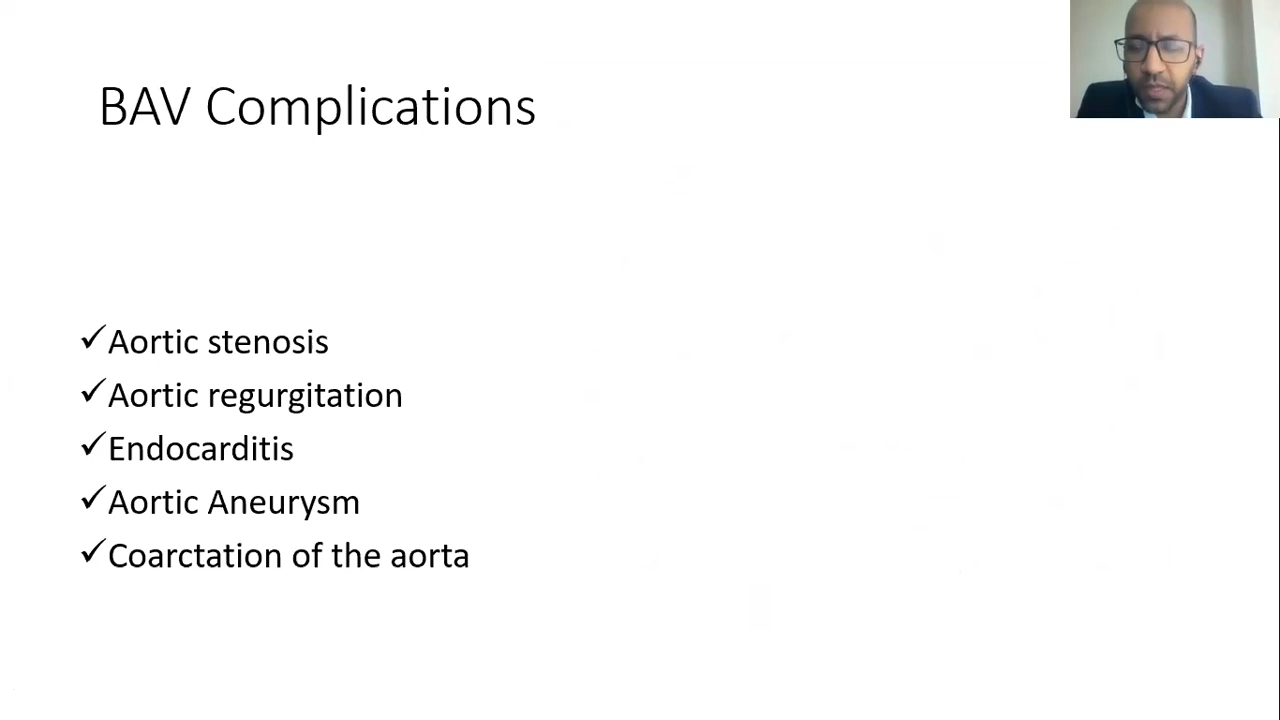 BAV Complications
✓Aortic stenosis
✓Aortic regurgitation
✓Endocarditis
✓Aortic Aneurysm
✓Coarctation of the aorta